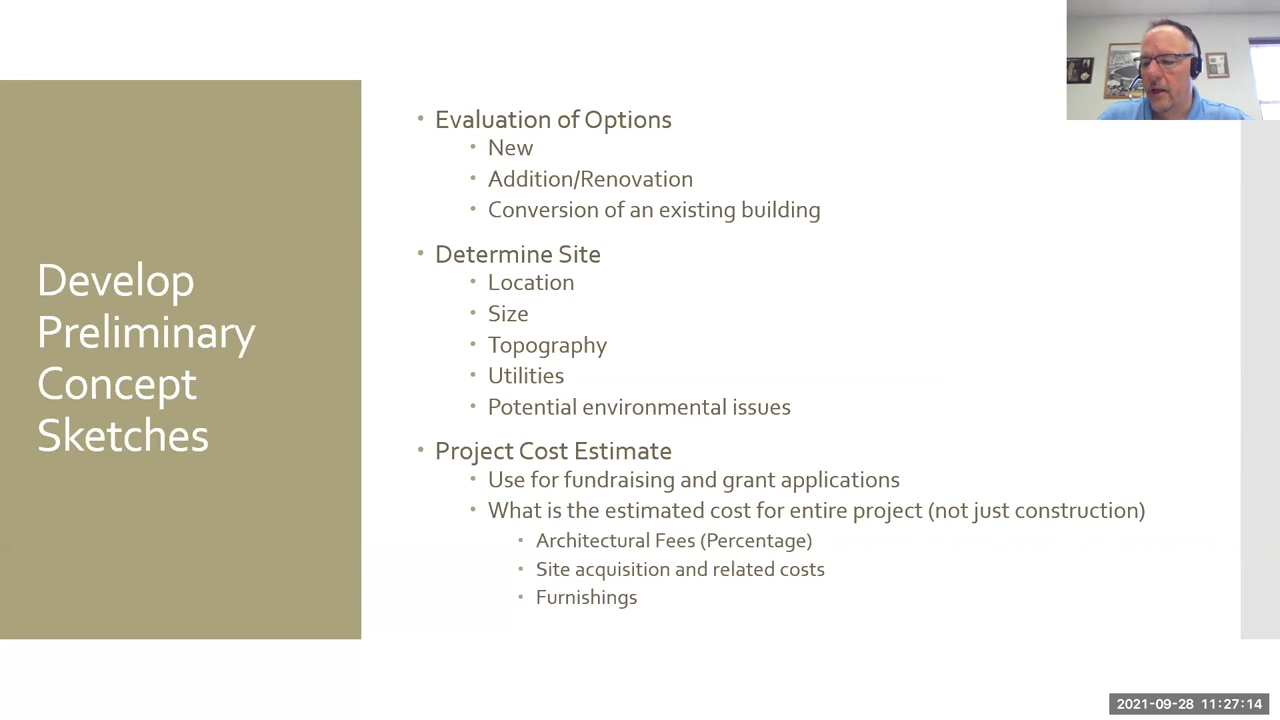 Develop
Preliminary
Concept
Sketches
• Evaluation of Options
• New
• Addition/Renovation
• Conversion of an existing building
• Determine Site
• Location
• Size
• Topography
• Utilities
• Potential environmental issues
• Project Cost Estimate
• Use for fundraising and grant applications
• What is the estimated cost for entire project (not just construction)
• Architectural Fees (Percentage)
• Site acquisition and related costs
• Furnishings
2021-09-28 11:27:14